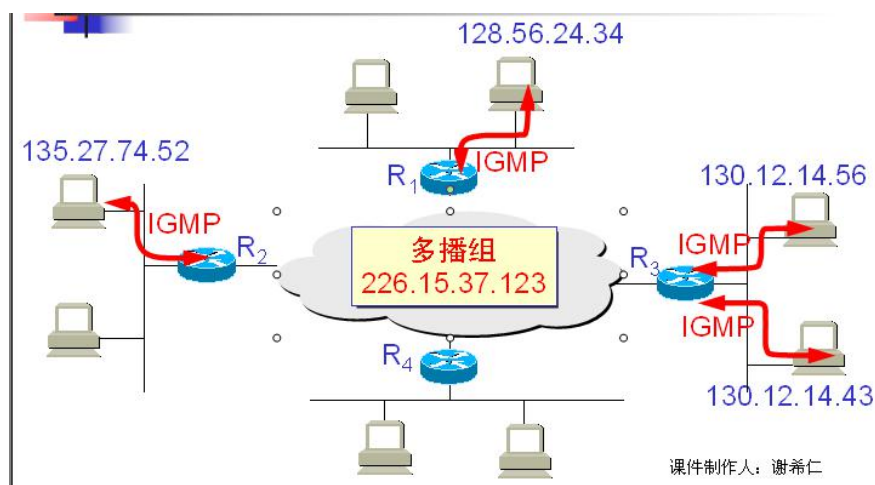 128.56.24.34
135.27.74.52
IGMP
R1
130.12.14.56
IGMP
R2
多播组
226.15.37.123
R3
IGMP
IGMP
R4
130.12.14.43
课件制作人：谢希仁